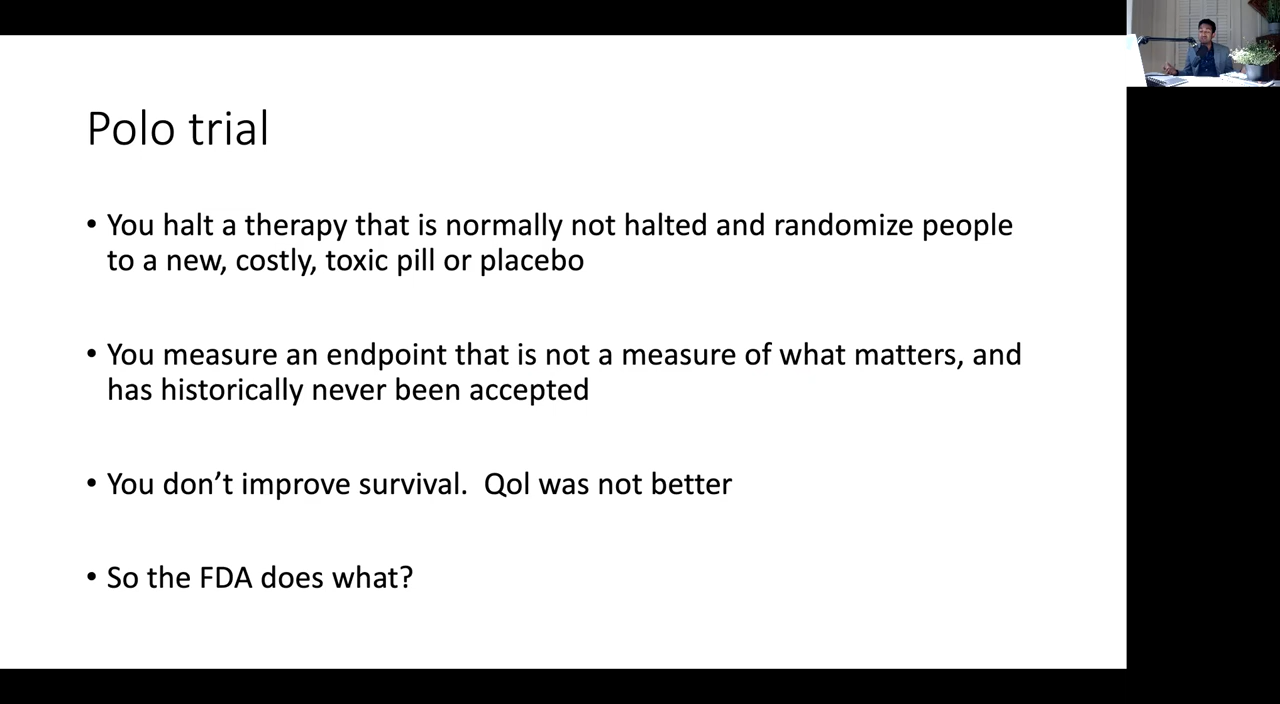 Polo trial
• You halt a therapy that is normally not halted and randomize people
to a new, costly, toxic pill or placebo
• You measure an endpoint that is not a measure of what matters, and
has historically never been accepted
• You don’t improve survival.  Qol was not better
• So the FDA does what?